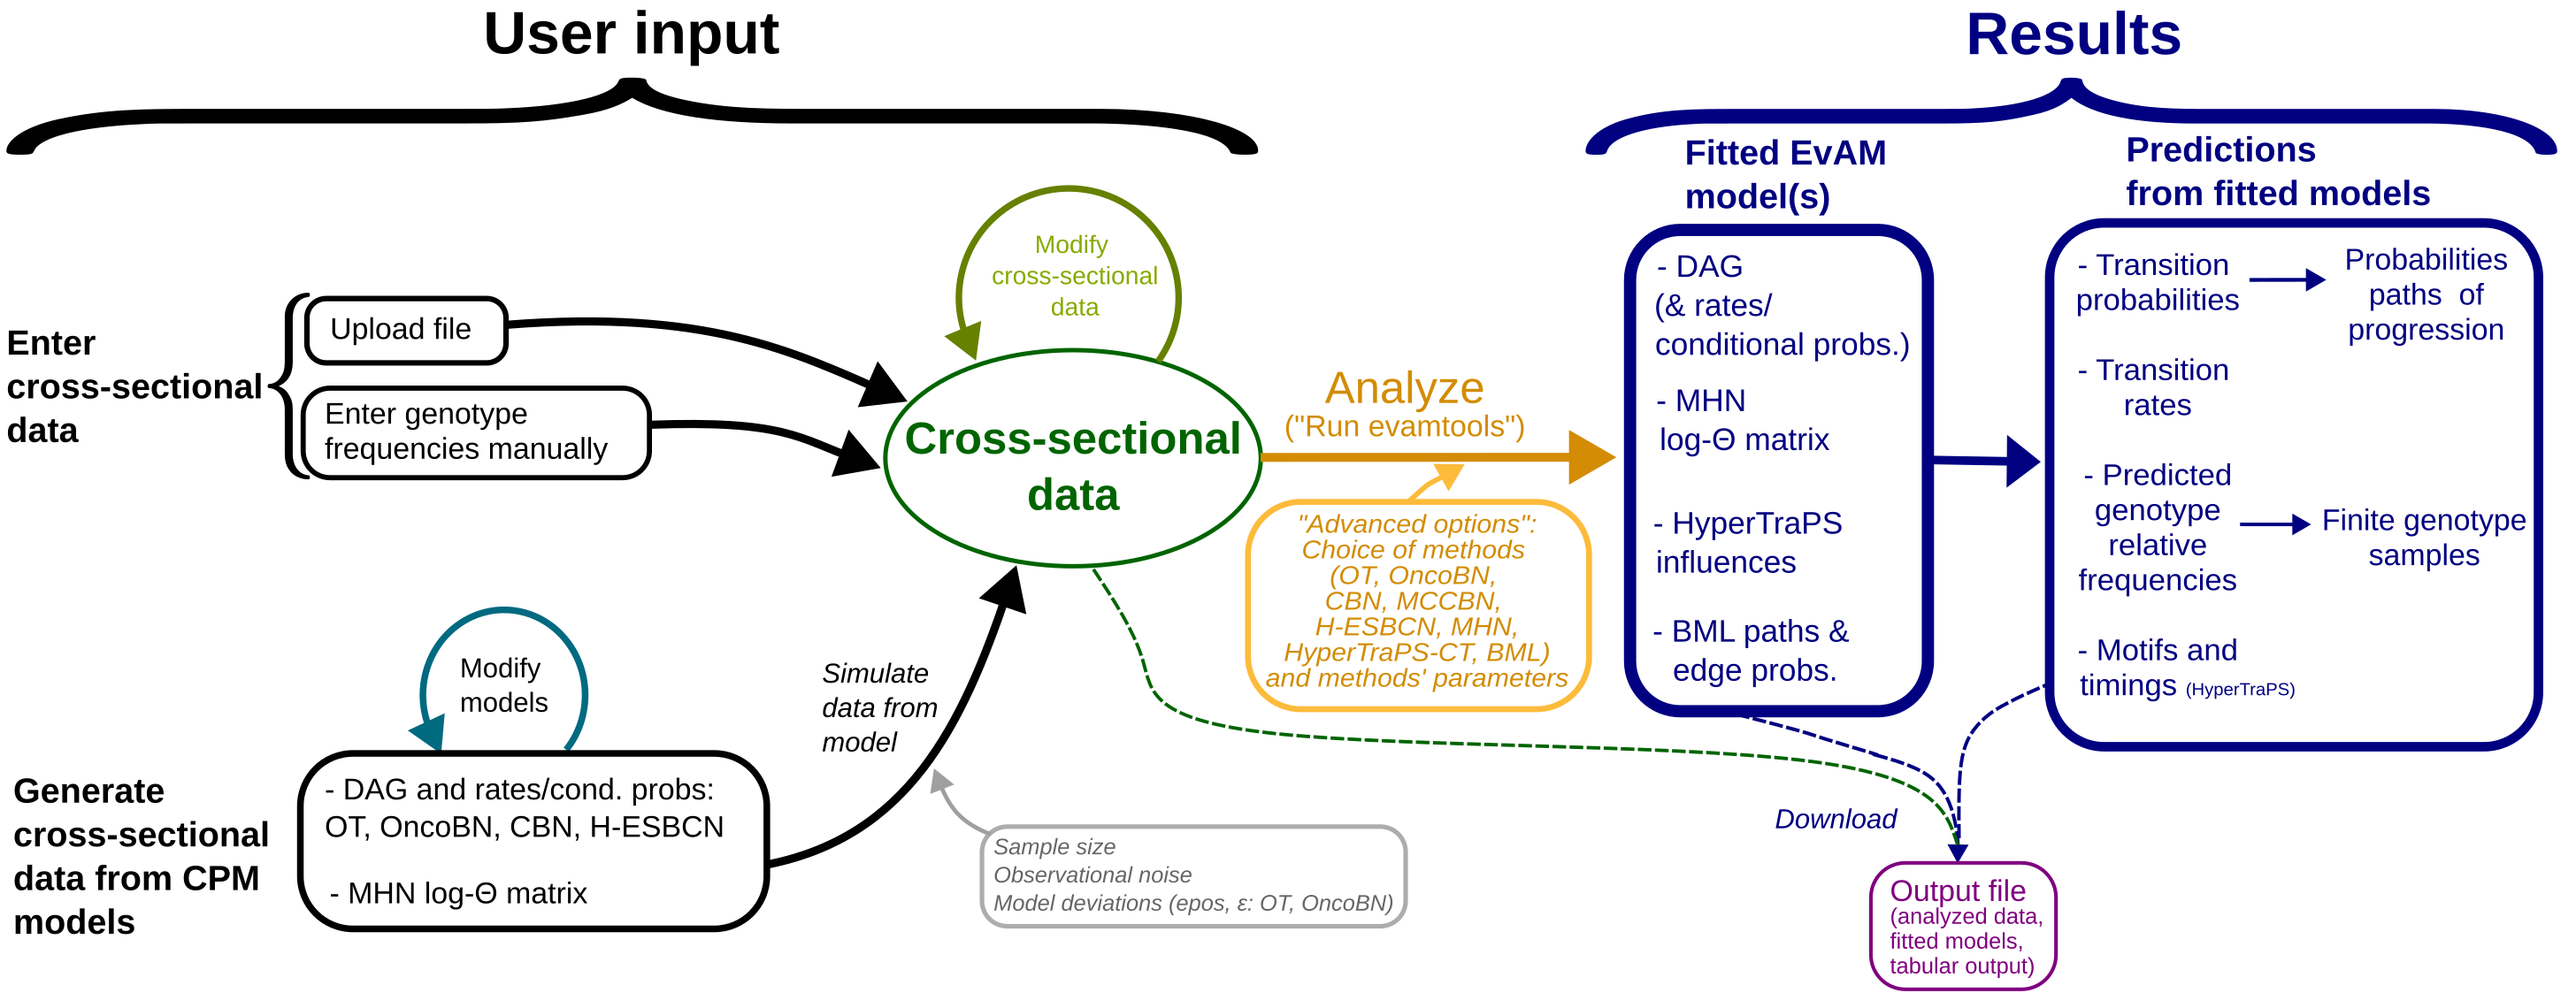 User input
Results
Enter
cross-sectional
data
Upload file
Enter genotype
frequencies manually
Modify
cross-sectional
data
Cross-sectional
data
Generate
cross-sectional
data from CPM
models
Modify
models
- DAG and rates/cond. probs:
OT, OncoBN, CBN, H-ESBCN
- MHN log-Θ matrix
Simulate
data from
model
Sample size
Observational noise
Model deviations (epos, ε: OT, OncoBN)
Analyze
("Run evamtools")
"Advanced options":
Choice of methods
(OT, OncoBN,
CBN, MCCBN,
H-ESBCN, MHN,
HyperTraPS-CT, BML)
and methods' parameters
Fitted EvAM
model(s)
- DAG
(& rates/
conditional probs.)
- MHN
log-Θ matrix
- HyperTraPS
influences
- BML paths &
edge probs.
Predictions
from fitted models
- Transition
probabilities
Probabilities
paths of
progression
- Transition
rates
- Predicted
genotype
relative
frequencies
Finite genotype
samples
- Motifs and
timings (HyperTraPS)
Download
Output file
(analyzed data,
fitted models,
tabular output)